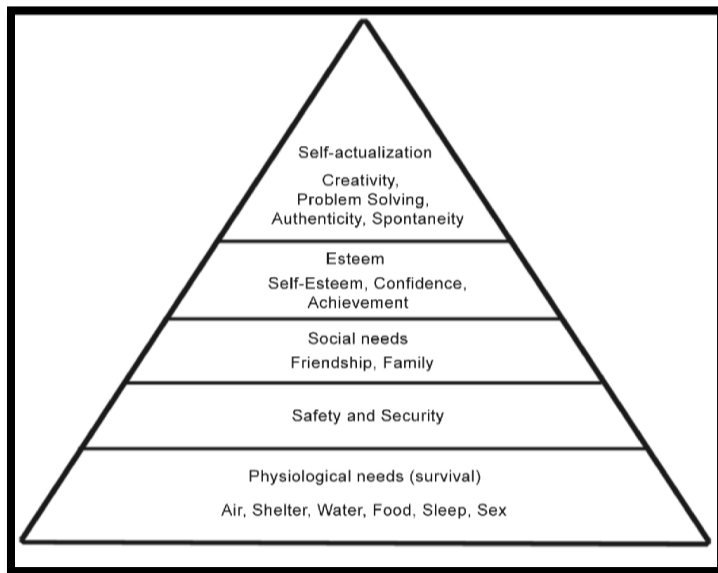 Self-actualization
Creativity,
Problem Solving,
Authenticity, Spontaneity
Esteem
Self-Esteem, Confidence,
Achievement
Social needs
Friendship, Family
Safety and Security
Physiological needs (survival)
Air, Shelter, Water, Food, Sleep, Sex